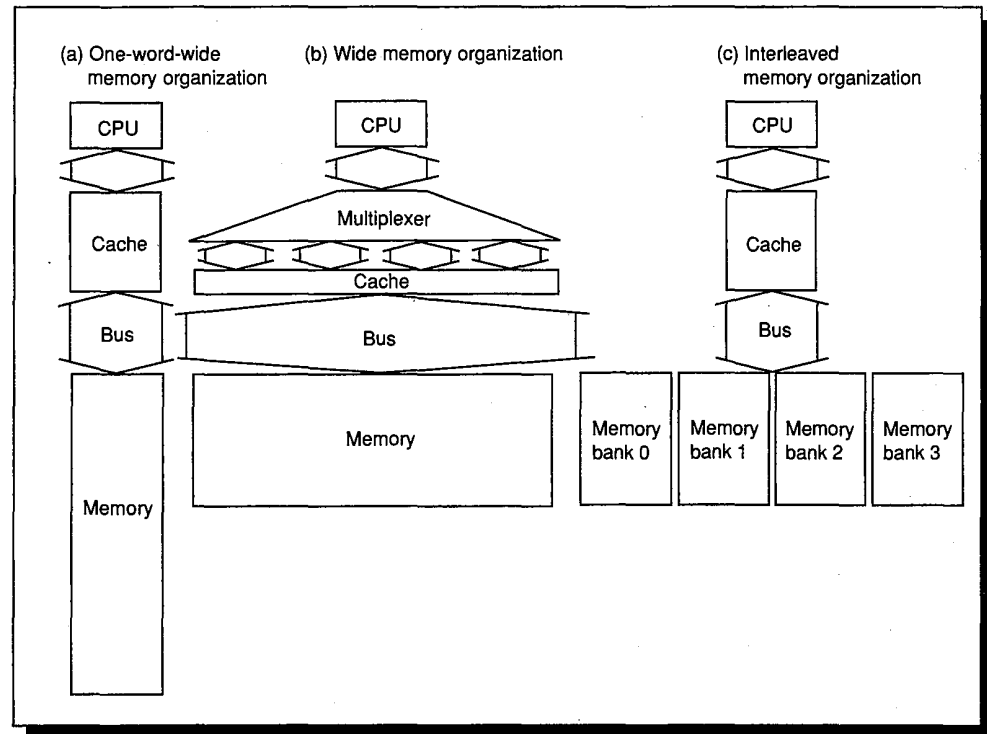 (a) One-word-wide
memory organization
CPU
Cache
Bus
Memory
(b) Wide memory organization
CPU
Multiplexer
Cache
Bus
Memory
(c) Interleaved
memory organization
CPU
Cache
Bus
Memory
bank 0
Memory
bank 1
Memory
bank 2
Memory
bank 3